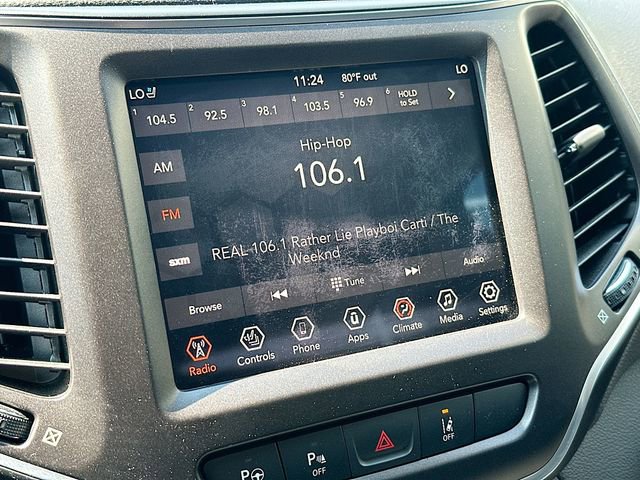 LO 11:24 80°F out LO
1 104.5 2 92.5 3 98.1 4 103.5 5 96.9 6 HOLD to Set
AM
Hip-Hop
106.1
FM
sxm
REAL 106.1 Rather Lie Playboi Carti / The
Weeknd
Browse Tune Audio
Radio Controls Phone Apps Climate Media Settings
P P OFF OFF